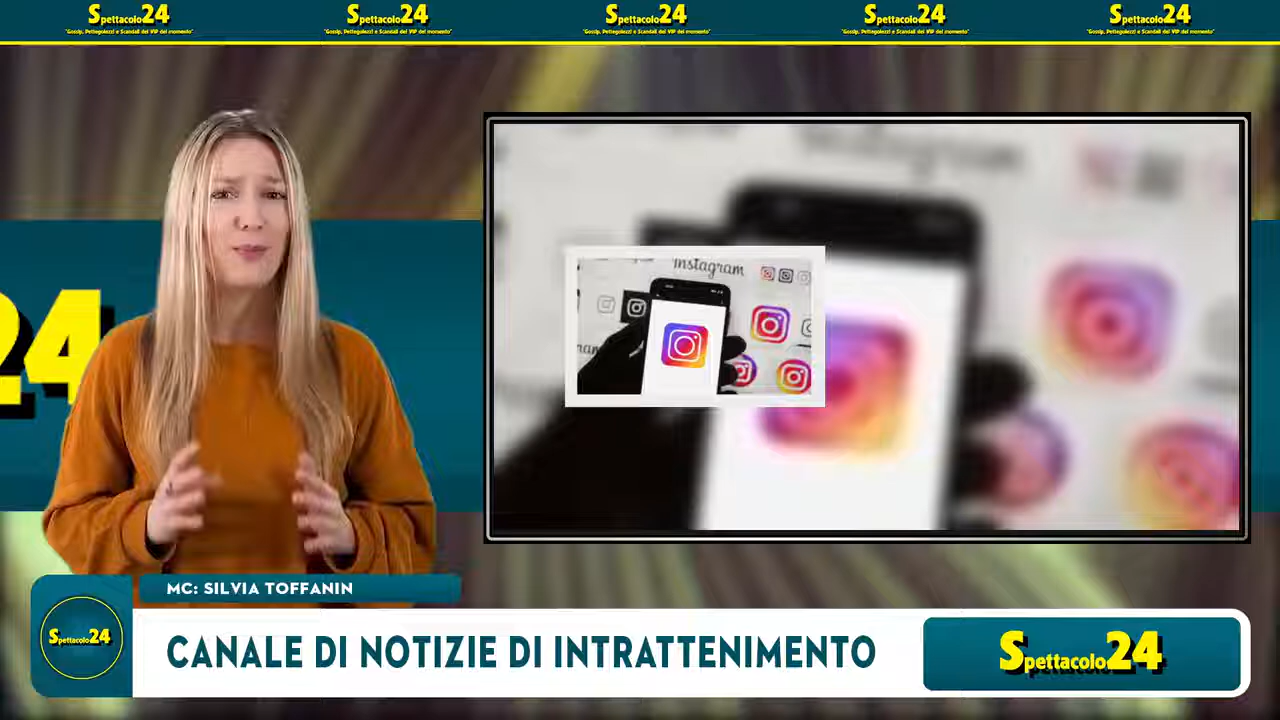 Spettacolo24 Spettacolo24 Spettacolo24 Spettacolo24 Spettacolo24
"Gossip, Pettegolezzi e Scandali dei VIP del momento" "Gossip, Pettegolezzi e Scandali dei VIP del momento" "Gossip, Pettegolezzi e Scandali dei VIP del momento" "Gossip, Pettegolezzi e Scandali dei VIP del momento" "Gossip, Pettegolezzi e Scandali dei VIP del momento"
Instagram
Instagram
24
MC: SILVIA TOFFANIN
Spettacolo24
CANALE DI NOTIZIE DI INTRATTENIMENTO
Spettacolo24